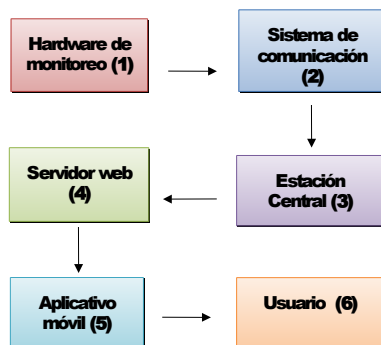 Hardware de
monitoreo (1)
Sistema de
comunicación
(2)
Estación
Central (3)
Servidor web
(4)
Aplicativo
móvil (5)
Usuario (6)